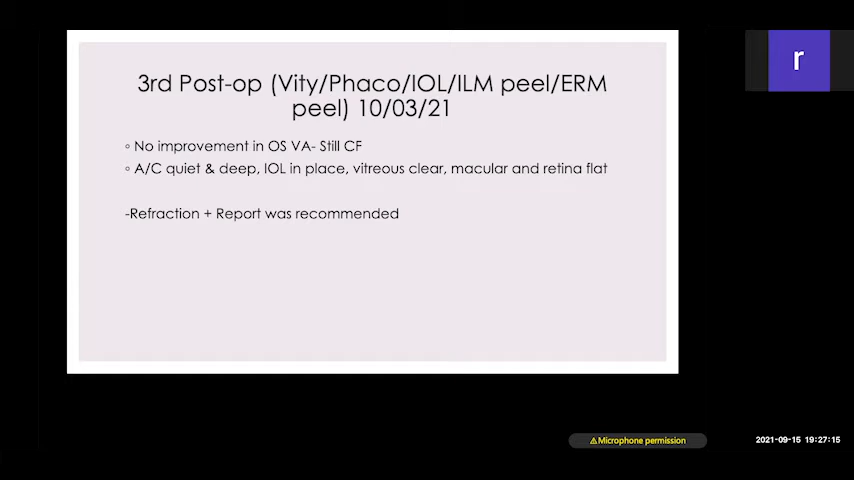 3rd Post-op (Vity/Phaco/IOL/ILM peel/ERM
peel) 10/03/21
◦ No improvement in OS VA- Still CF
◦ A/C quiet & deep, IOL in place, vitreous clear, macular and retina flat
-Refraction + Report was recommended
r
⚠Microphone permission
2021-09-15 19:27:15